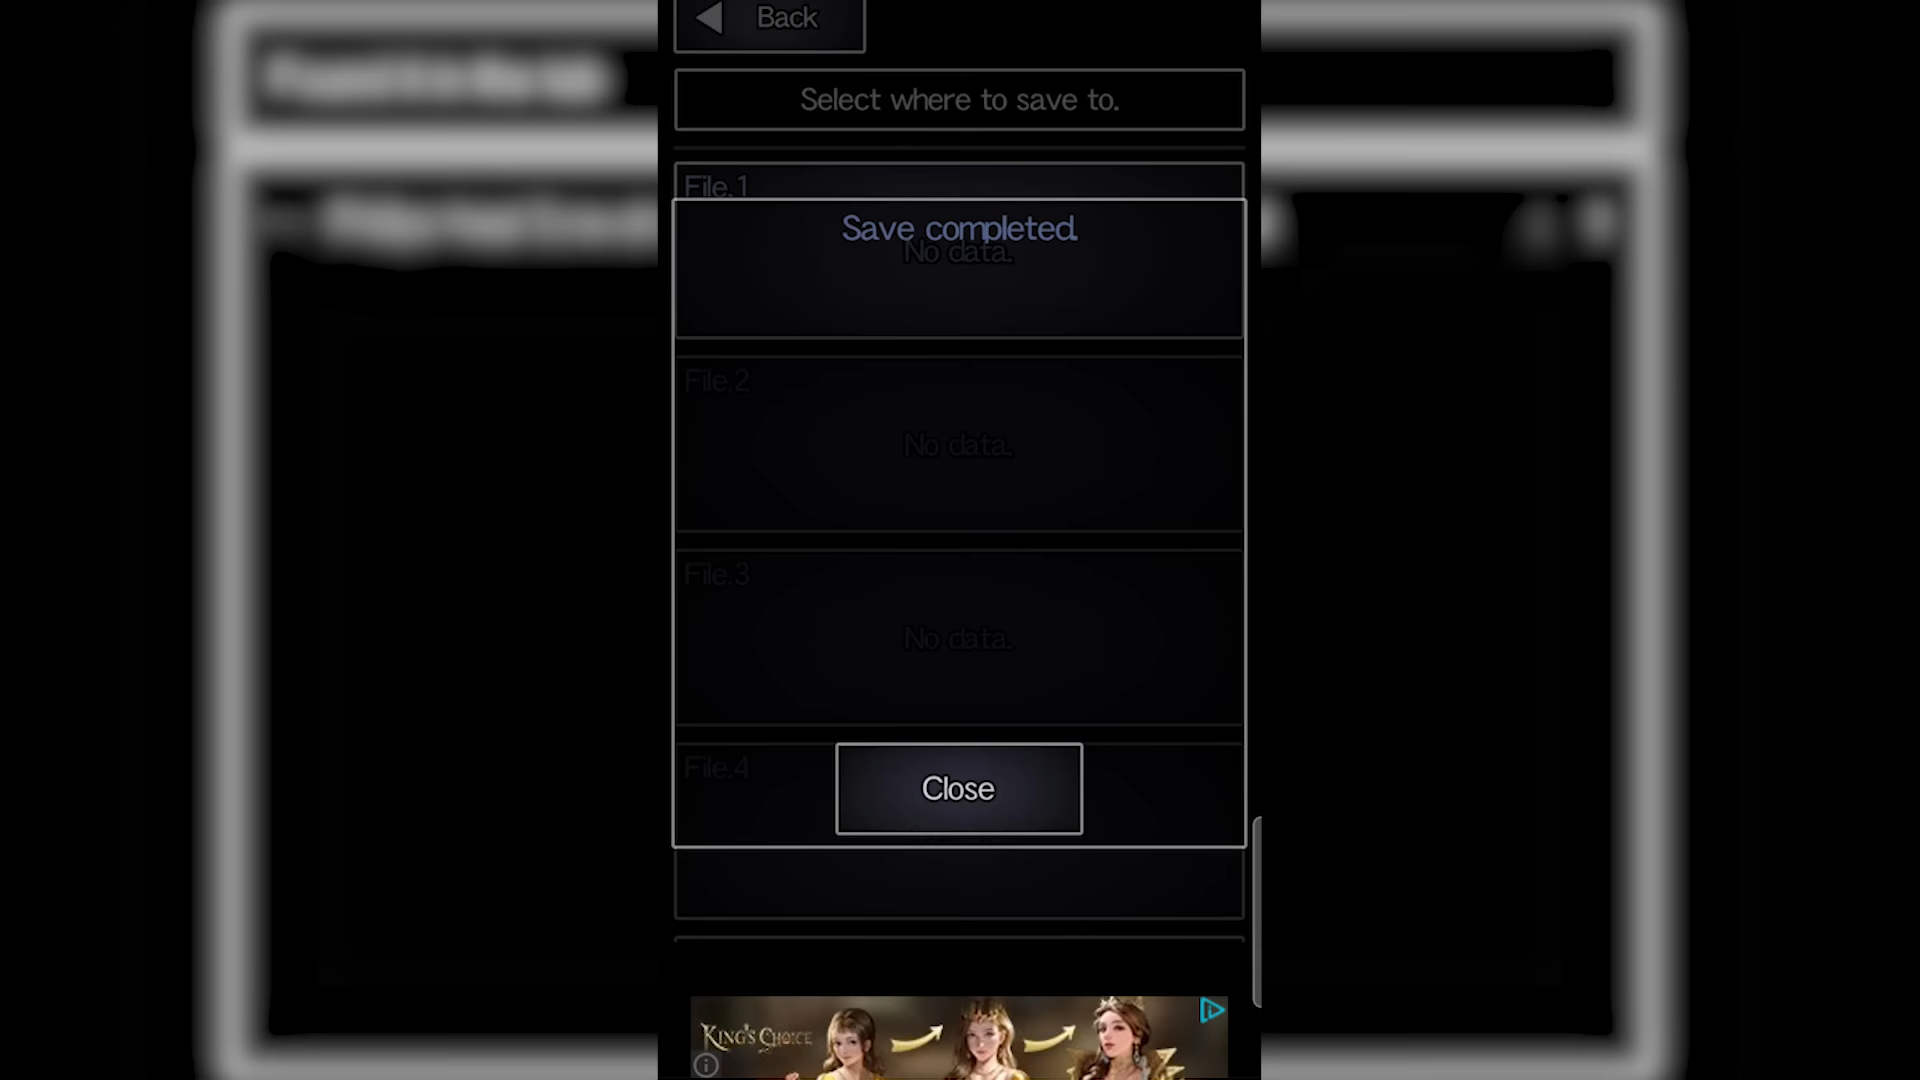 Back
Select where to save to.
File.1
Save completed.
No data.
File.2
No data.
File.3
No data.
File.4
Close
KING'S CHOICE